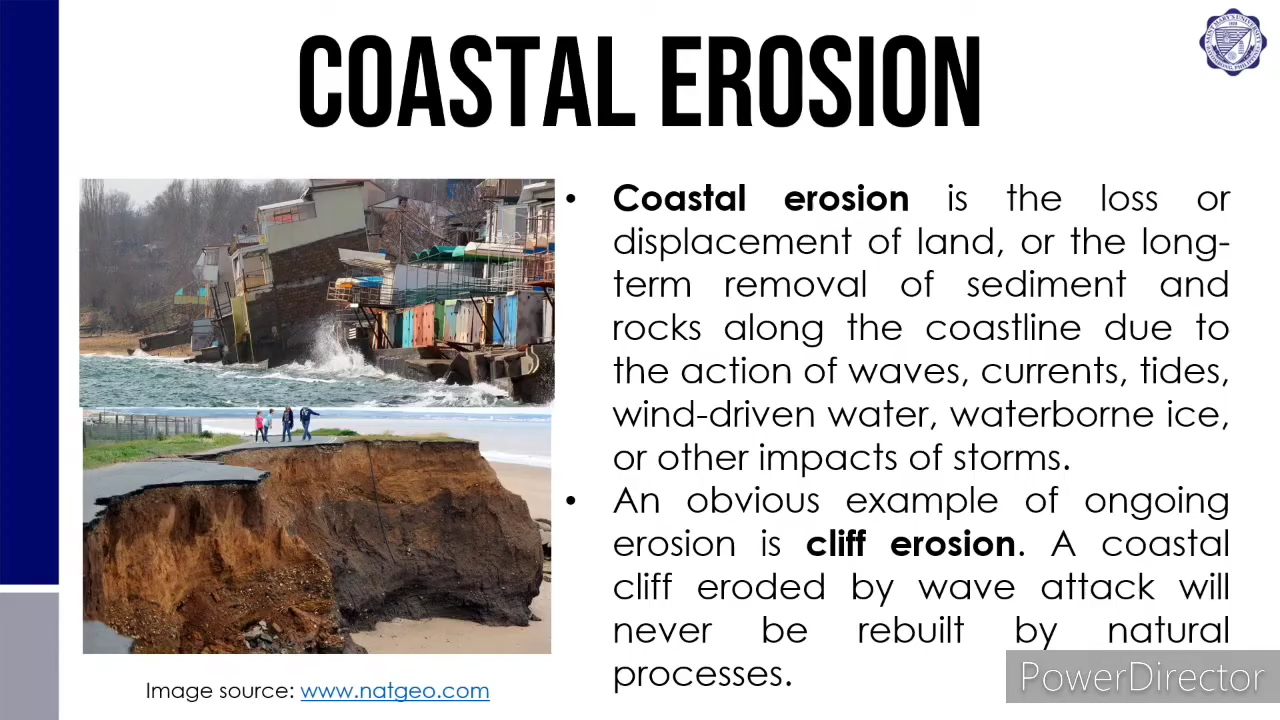 COASTAL EROSION
• Coastal erosion is the loss or
displacement of land, or the long-
term removal of sediment and
rocks along the coastline due to
the action of waves, currents, tides,
wind-driven water, waterborne ice,
or other impacts of storms.
• An obvious example of ongoing
erosion is cliff erosion. A coastal
cliff eroded by wave attack will
never be rebuilt by natural
processes.
Image source: www.natgeo.com
PowerDirector